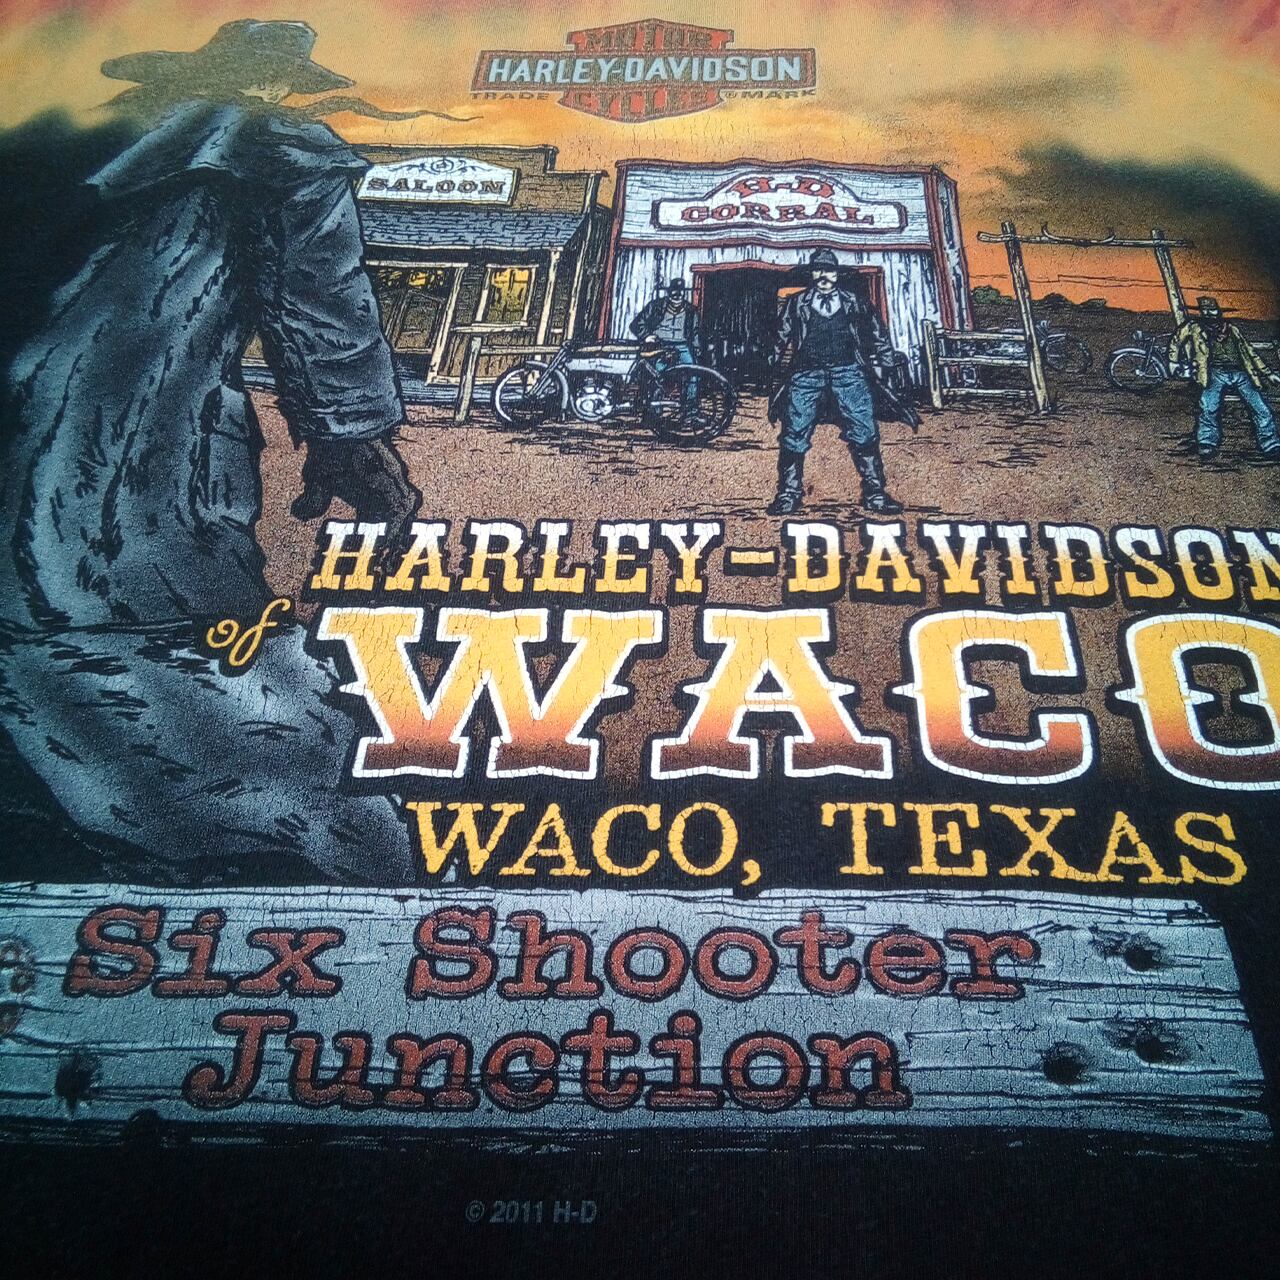 MOTOR
HARLEY-DAVIDSON
CYCLES
TRADE ® MARK
SALOON
H-D
CORRAL
HARLEY-DAVIDSON
of WACO
WACO, TEXAS
Six Shooter
Junction
© 2011 H-D